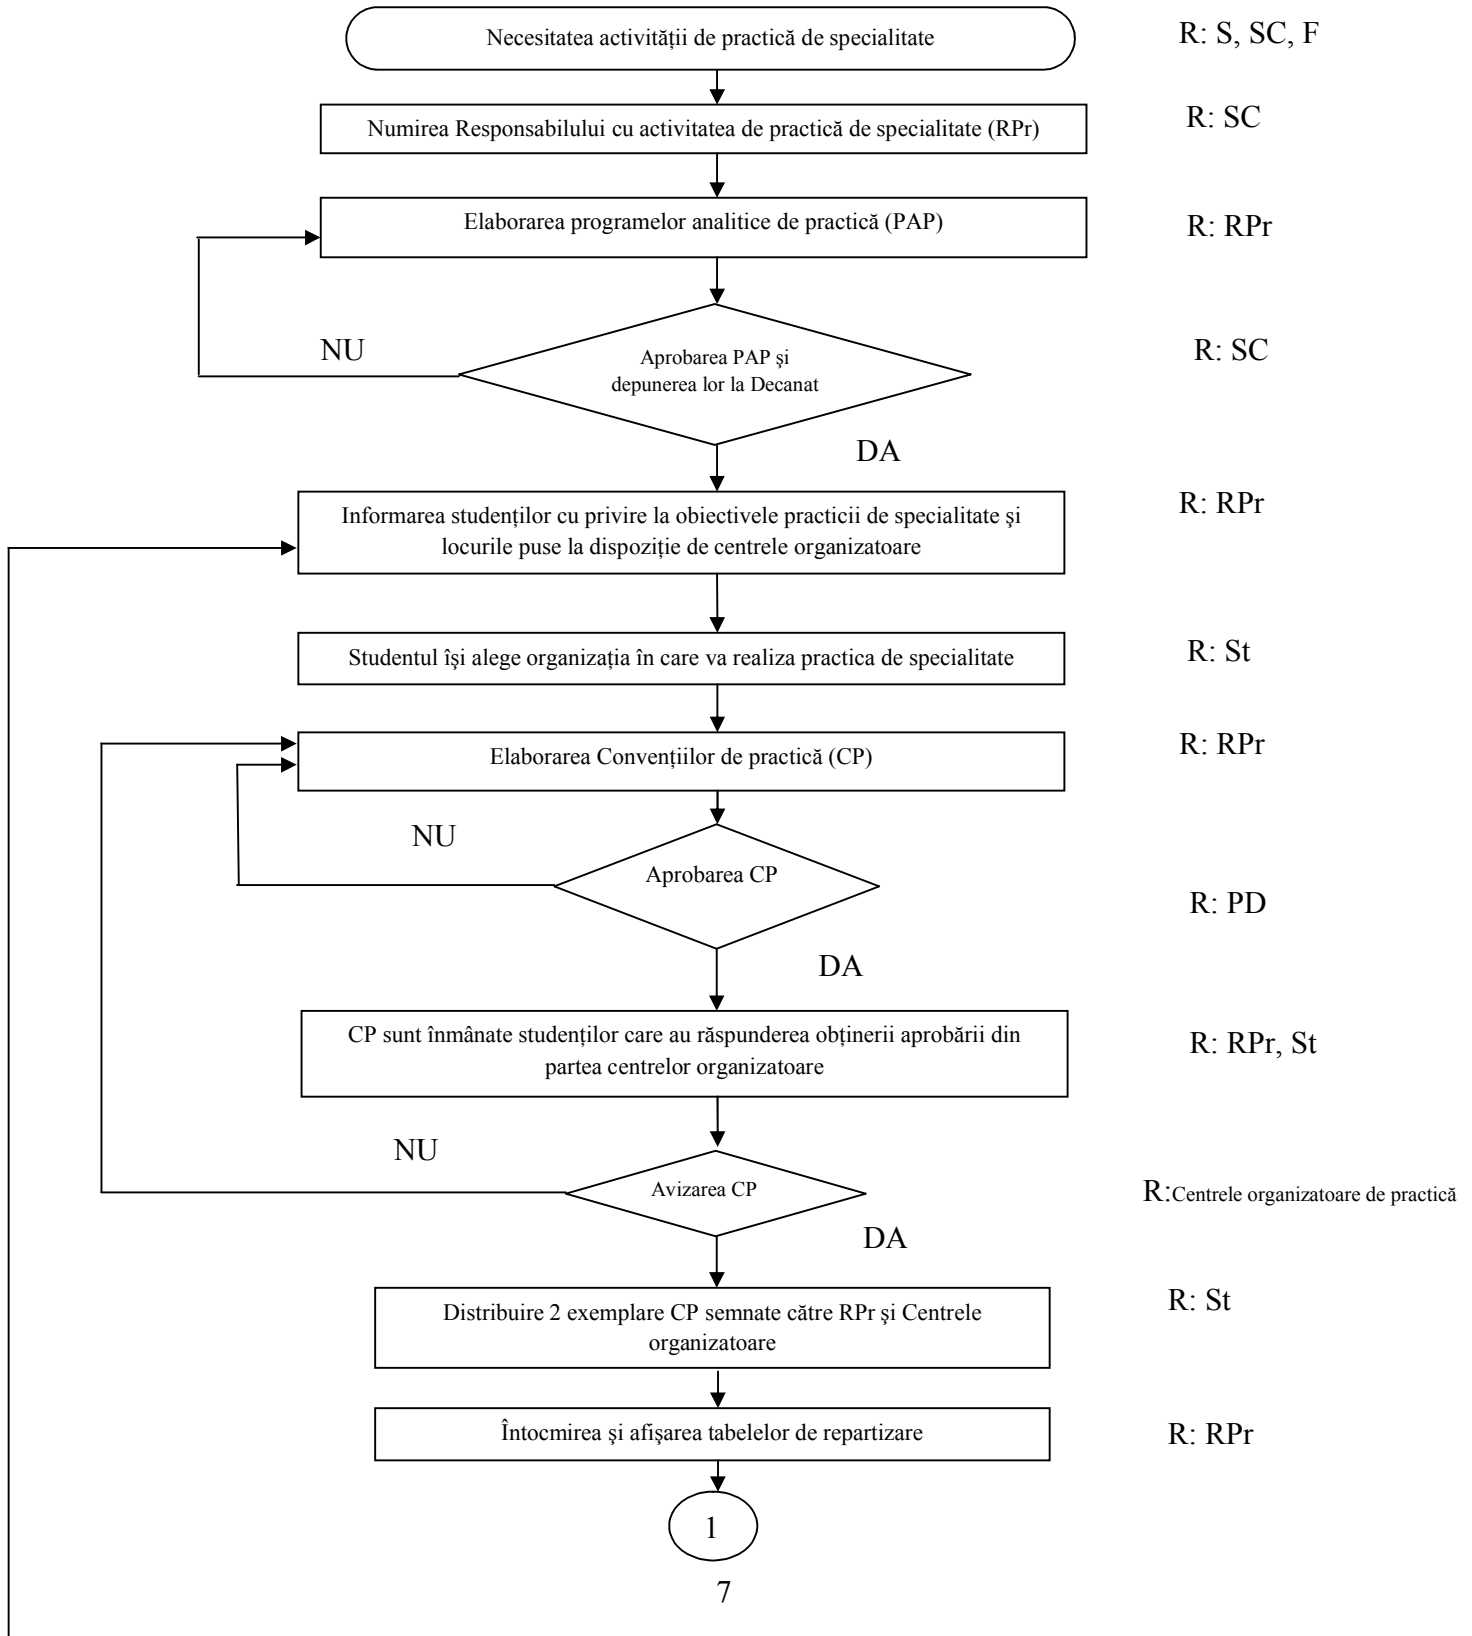 Necesitatea activității de practică de specialitate
R: S, SC, F
Numirea Responsabilului cu activitatea de practică de specialitate (RPr)
R: SC
Elaborarea programelor analitice de practică (PAP)
R: RPr
NU
Aprobarea PAP şi
depunerea lor la Decanat
R: SC
DA
Informarea studenților cu privire la obiectivele practicii de specialitate şi
locurile puse la dispoziție de centrele organizatoare
R: RPr
Studentul îşi alege organizația în care va realiza practica de specialitate
R: St
Elaborarea Convențiilor de practică (CP)
R: RPr
NU
Aprobarea CP
R: PD
DA
CP sunt înmânate studenților care au răspunderea obținerii aprobării din
partea centrelor organizatoare
R: RPr, St
NU
Avizarea CP
R:Centrele organizatoare de practică
DA
Distribuire 2 exemplare CP semnate către RPr şi Centrele
organizatoare
R: St
Întocmirea şi afişarea tabelelor de repartizare
R: RPr
1
7